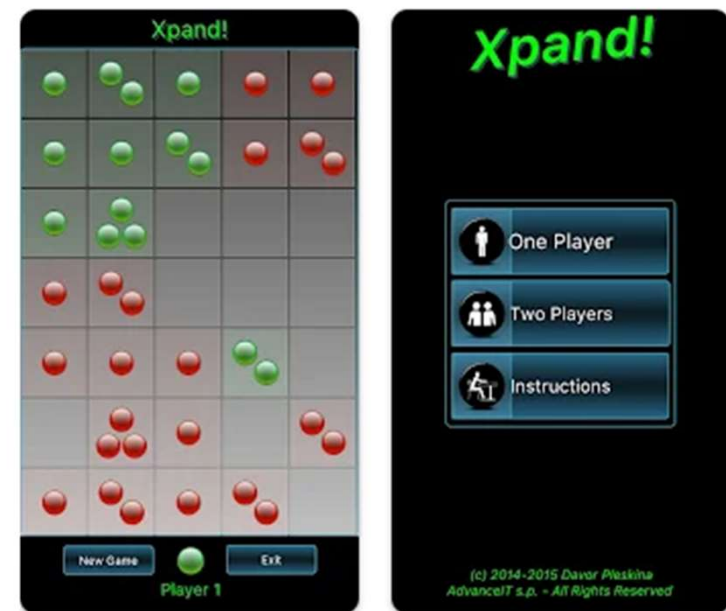 Xpand!
New Game
Exit
Player 1
Xpand!
One Player
Two Players
Instructions
(c) 2014-2015 Davor Pleskina
AdvanceIT s.p. - All Rights Reserved